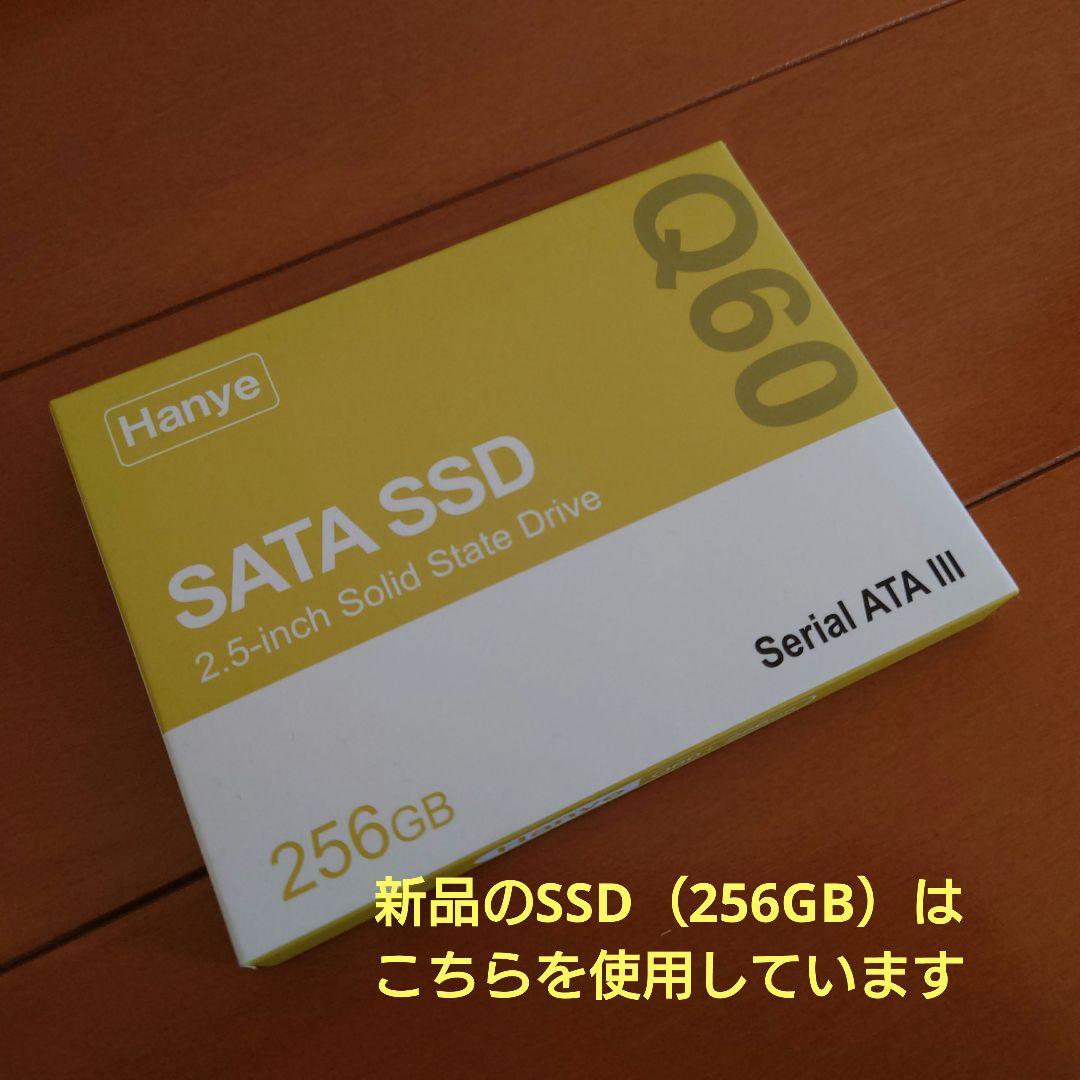 Hanye
SATA SSD
2.5-inch Solid State Drive
Q60
Serial ATA III
256GB
Hanye
新品のSSD（256GB）は
こちらを使用しています